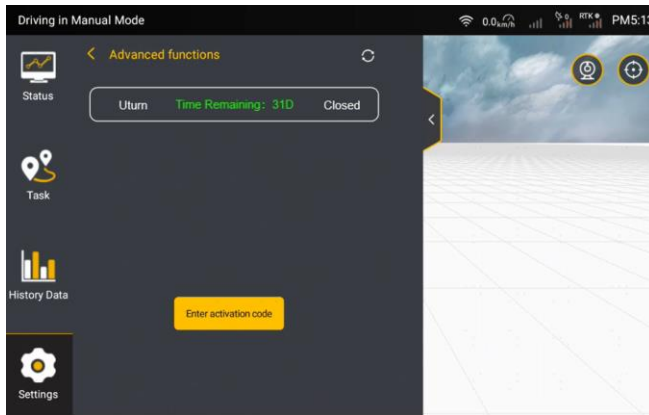 Driving in Manual Mode
0.0km/h
0
RTK
PM5:13
Status
Advanced functions
Uturn Time Remaining: 31D Closed
Task
History Data
Enter activation code
Settings